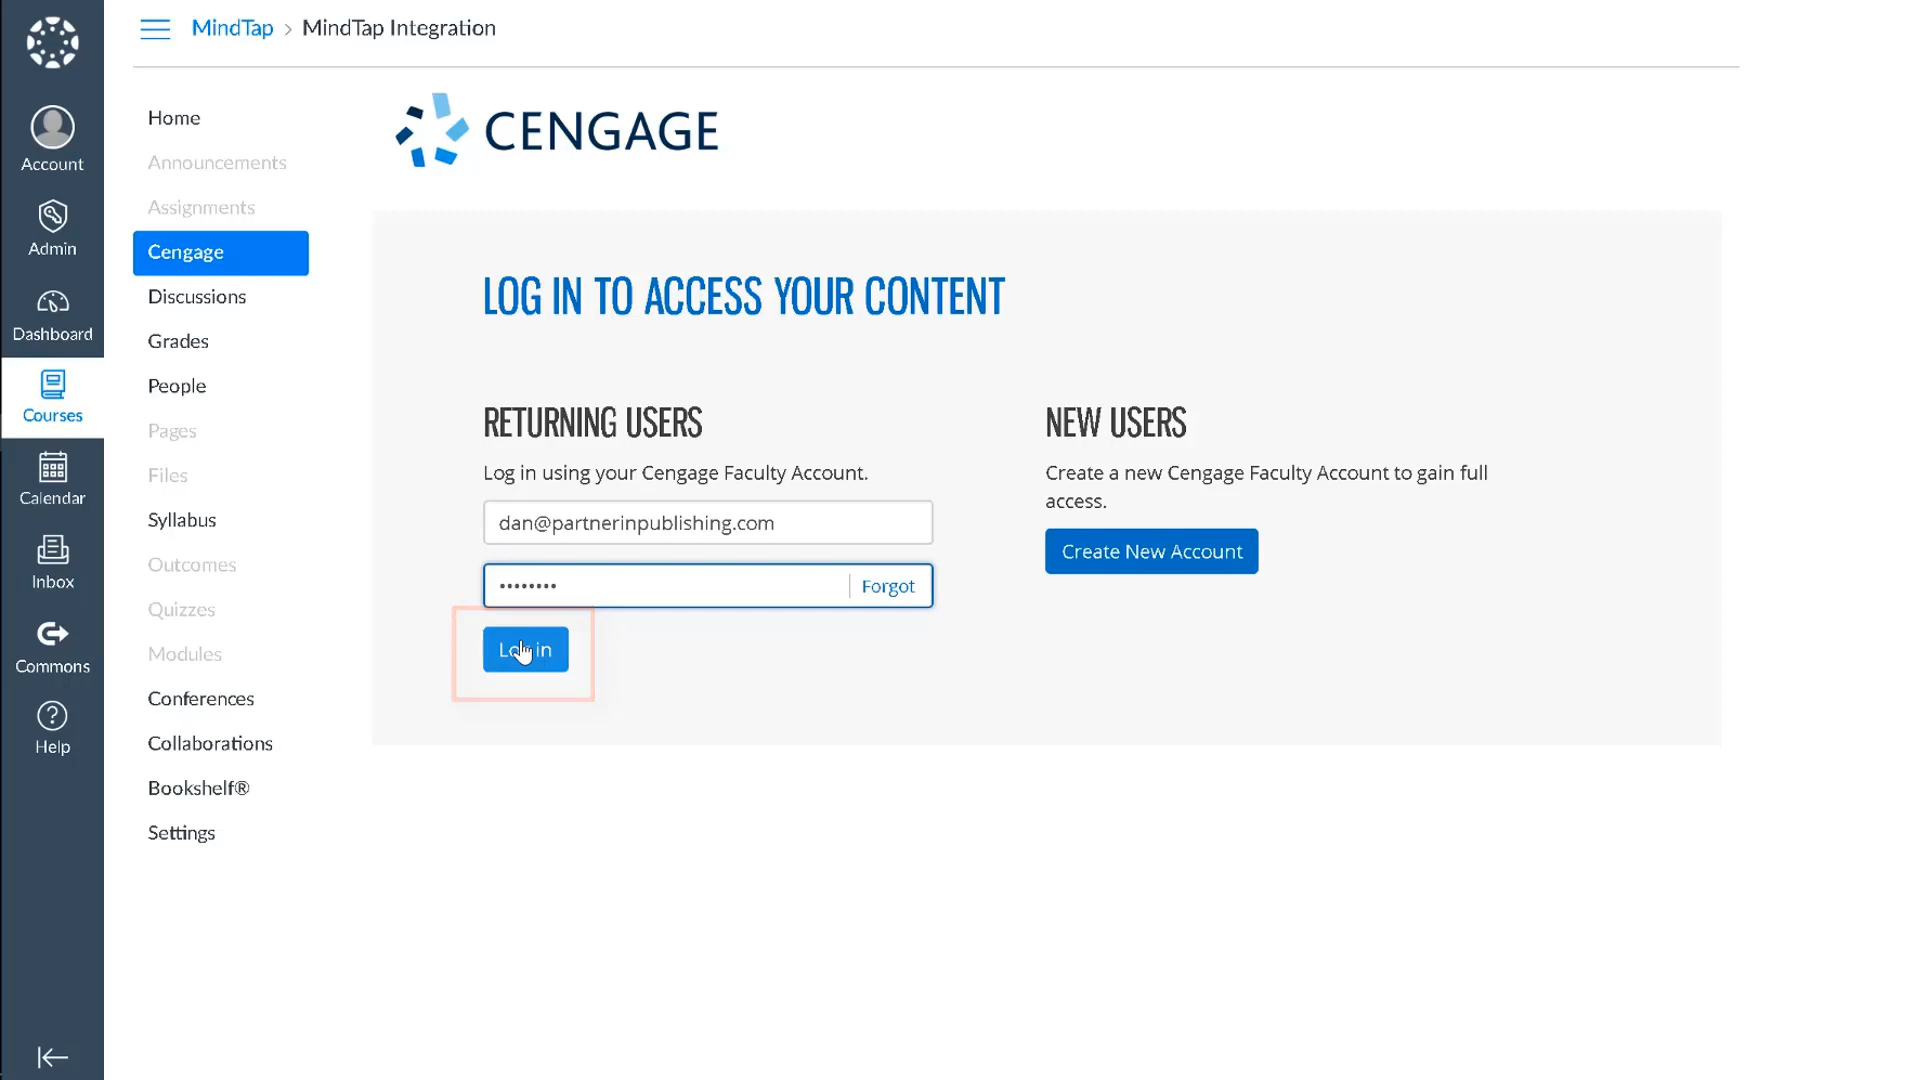 MindTap > MindTap Integration
Account
Admin
Dashboard
Courses
Calendar
Inbox
Commons
Help
Home
Announcements
Assignments
Cengage
Discussions
Grades
People
Pages
Files
Syllabus
Outcomes
Quizzes
Modules
Conferences
Collaborations
Bookshelf®
Settings
CENGAGE
LOG IN TO ACCESS YOUR CONTENT
RETURNING USERS
Log in using your Cengage Faculty Account.
dan@partnerinpublishing.com
•••••••• Forgot
Log in
NEW USERS
Create a new Cengage Faculty Account to gain full
access.
Create New Account